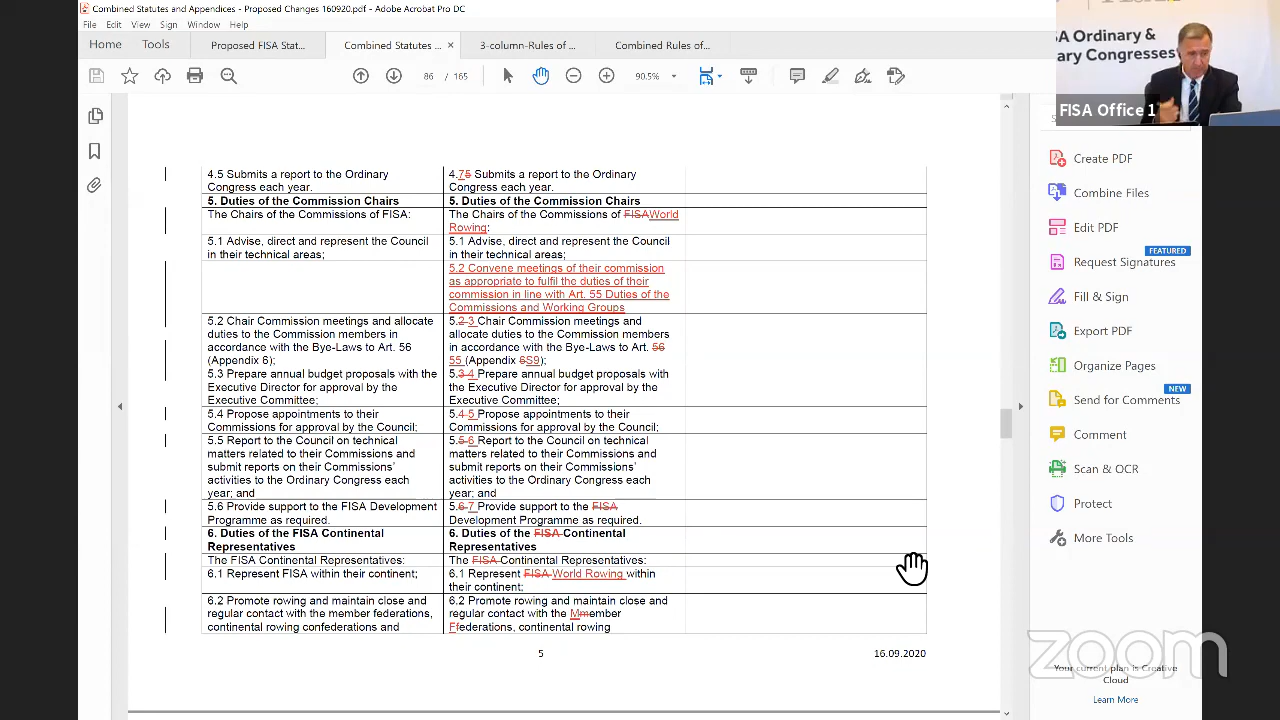 Combined Statutes and Appendices - Proposed Changes 160920.pdf - Adobe Acrobat Pro DC
File Edit View Sign Window Help
Home Tools Proposed FISA Stat... Combined Statutes ... × 3-column-Rules of ... Combined Rules of...
86 / 165 90.5%
SA Ordinary &
ary Congresses
FISA Office 1
4.5 Submits a report to the Ordinary
Congress each year.
4.75 Submits a report to the Ordinary
Congress each year.
5. Duties of the Commission Chairs
5. Duties of the Commission Chairs
The Chairs of the Commissions of FISA:
The Chairs of the Commissions of FISAWorld
Rowing:
5.1 Advise, direct and represent the Council
in their technical areas;
5.1 Advise, direct and represent the Council
in their technical areas;
5.2 Convene meetings of their commission
as appropriate to fulfil the duties of their
commission in line with Art. 55 Duties of the
Commissions and Working Groups
5.2 Chair Commission meetings and allocate
duties to the Commission members in
accordance with the Bye-Laws to Art. 56
(Appendix 6);
5.2 3 Chair Commission meetings and
allocate duties to the Commission members
in accordance with the Bye-Laws to Art. 56
55 (Appendix 6S9);
5.3 Prepare annual budget proposals with the
Executive Director for approval by the
Executive Committee;
5.3 4 Prepare annual budget proposals with
the Executive Director for approval by the
Executive Committee;
5.4 Propose appointments to their
Commissions for approval by the Council;
5.4 5 Propose appointments to their
Commissions for approval by the Council;
5.5 Report to the Council on technical
matters related to their Commissions and
submit reports on their Commissions’
activities to the Ordinary Congress each
year; and
5.5 6 Report to the Council on technical
matters related to their Commissions and
submit reports on their Commissions’
activities to the Ordinary Congress each
year; and
5.6 Provide support to the FISA Development
Programme as required.
5.6 7 Provide support to the FISA
Development Programme as required.
6. Duties of the FISA Continental
Representatives
6. Duties of the FISA Continental
Representatives
The FISA Continental Representatives:
The FISA Continental Representatives:
6.1 Represent FISA within their continent;
6.1 Represent FISA World Rowing within
their continent;
6.2 Promote rowing and maintain close and
regular contact with the member federations,
continental rowing confederations and
6.2 Promote rowing and maintain close and
regular contact with the Mmember
Ffederations, continental rowing
5 16.09.2020
Create PDF
Combine Files
Edit PDF
FEATURED
Request Signatures
Fill & Sign
Export PDF
Organize Pages
NEW
Send for Comments
Comment
Scan & OCR
Protect
More Tools
zoom
Your current plan is Creative
Cloud
Learn More